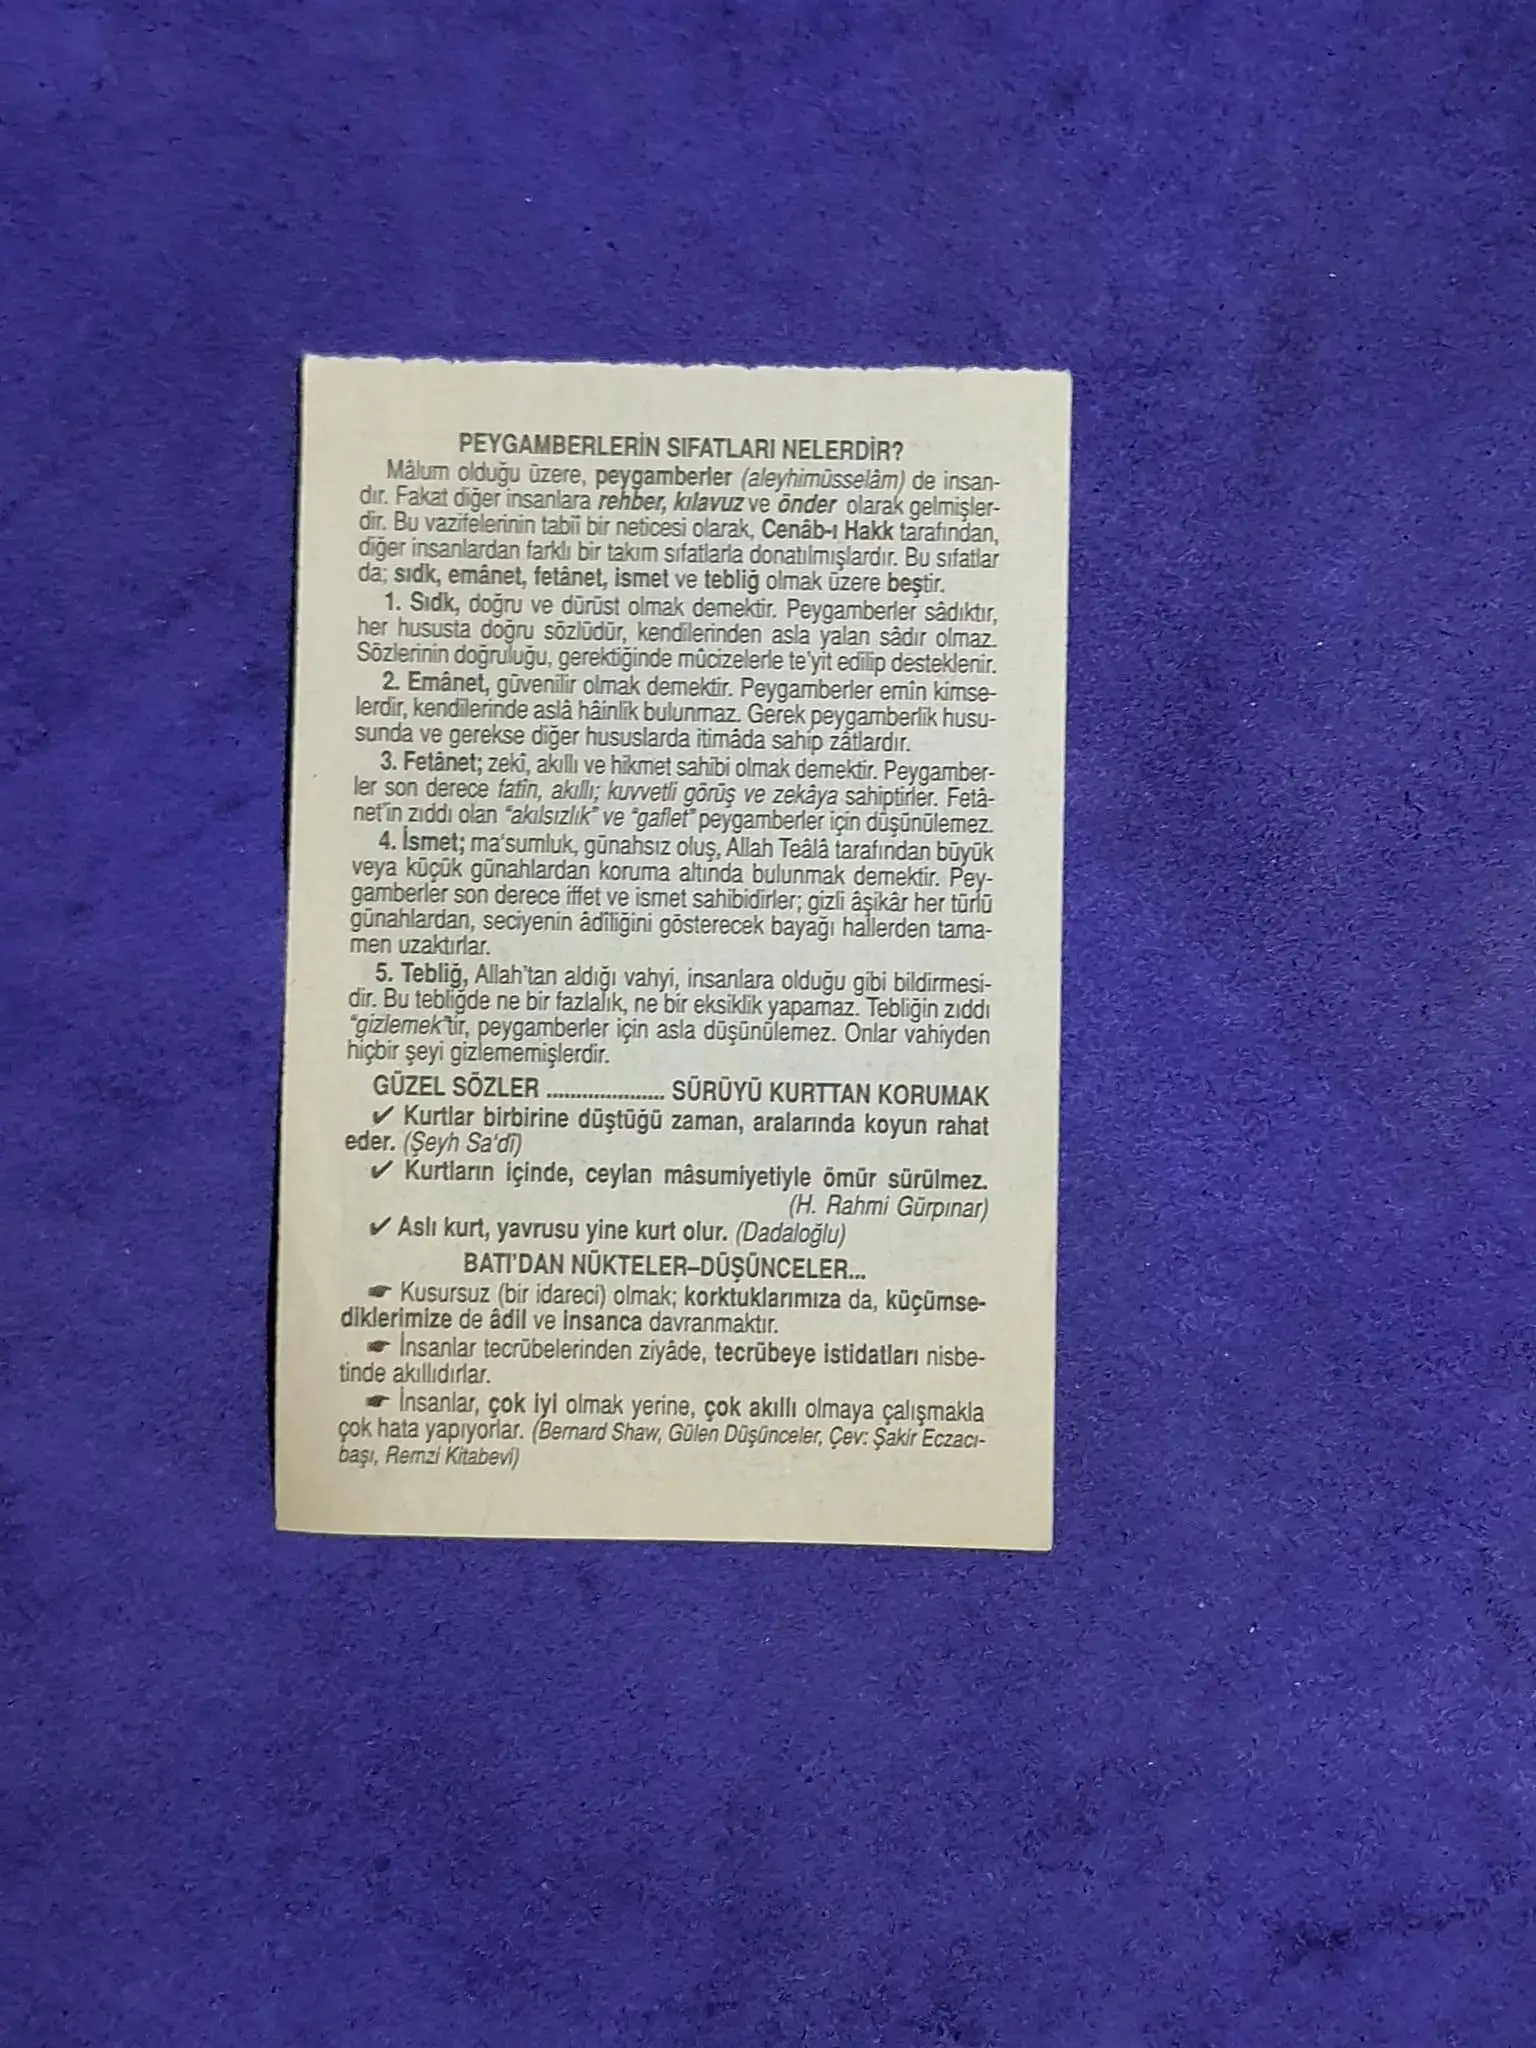 PEYGAMBERLERİN SIFATLARI NELERDİR?
Mâlum olduğu üzere, peygamberler (aleyhimüsselâm) de insan-
dır. Fakat diğer insanlara rehber, kılavuz ve önder olarak gelmişler-
dir. Bu vazifelerinin tabiî bir neticesi olarak, Cenâb-ı Hakk tarafından,
diğer insanlardan farklı bir takım sıfatlarla donatılmışlardır. Bu sıfatlar
da; sıdk, emânet, fetânet, ismet ve tebliğ olmak üzere beştir.
1. Sıdk, doğru ve dürüst olmak demektir. Peygamberler sâdıktır,
her hususta doğru sözlüdür, kendilerinden asla yalan sâdır olmaz.
Sözlerinin doğruluğu, gerektiğinde mûcizelerle te'yit edilip desteklenir.
2. Emânet, güvenilir olmak demektir. Peygamberler emîn kimse-
lerdir, kendilerinde aslâ hâinlik bulunmaz. Gerek peygamberlik husu-
sunda ve gerekse diğer hususlarda itimâda sahip zâtlardır.
3. Fetânet; zekî, akıllı ve hikmet sahibi olmak demektir. Peygamber-
ler son derece fatîn, akıllı; kuvvetli görüş ve zekâya sahiptirler. Fetâ-
net'in zıddı olan "akılsızlık" ve "gaflet" peygamberler için düşünülemez.
4. İsmet; ma'sumluk, günahsız oluş, Allah Teâlâ tarafından büyük
veya küçük günahlardan koruma altında bulunmak demektir. Pey-
gamberler son derece iffet ve ismet sahibidirler; gizli âşikâr her türlü
günahlardan, seciyenin âdîliğini gösterecek bayağı hallerden tama-
men uzaktırlar.
5. Tebliğ, Allah'tan aldığı vahyi, insanlara olduğu gibi bildirmesi-
dir. Bu tebliğde ne bir fazlalık, ne bir eksiklik yapamaz. Tebliğin zıddı
"gizlemek"tir, peygamberler için asla düşünülemez. Onlar vahiyden
hiçbir şeyi gizlememişlerdir.
GÜZEL SÖZLER .................... SÜRÜYÜ KURTTAN KORUMAK
✔ Kurtlar birbirine düştüğü zaman, aralarında koyun rahat
eder. (Şeyh Sa'dî)
✔ Kurtların içinde, ceylan mâsumiyetiyle ömür sürülmez.
(H. Rahmi Gürpınar)
✔ Aslı kurt, yavrusu yine kurt olur. (Dadaloğlu)
BATI'DAN NÜKTELER–DÜŞÜNCELER...
☛ Kusursuz (bir idareci) olmak; korktuklarımıza da, küçümse-
diklerimize de âdil ve insanca davranmaktır.
☛ İnsanlar tecrübelerinden ziyâde, tecrübeye istidatları nisbe-
tinde akıllıdırlar.
☛ İnsanlar, çok iyi olmak yerine, çok akıllı olmaya çalışmakla
çok hata yapıyorlar. (Bernard Shaw, Gülen Düşünceler, Çev: Şakir Eczacı-
başı, Remzi Kitabevi)